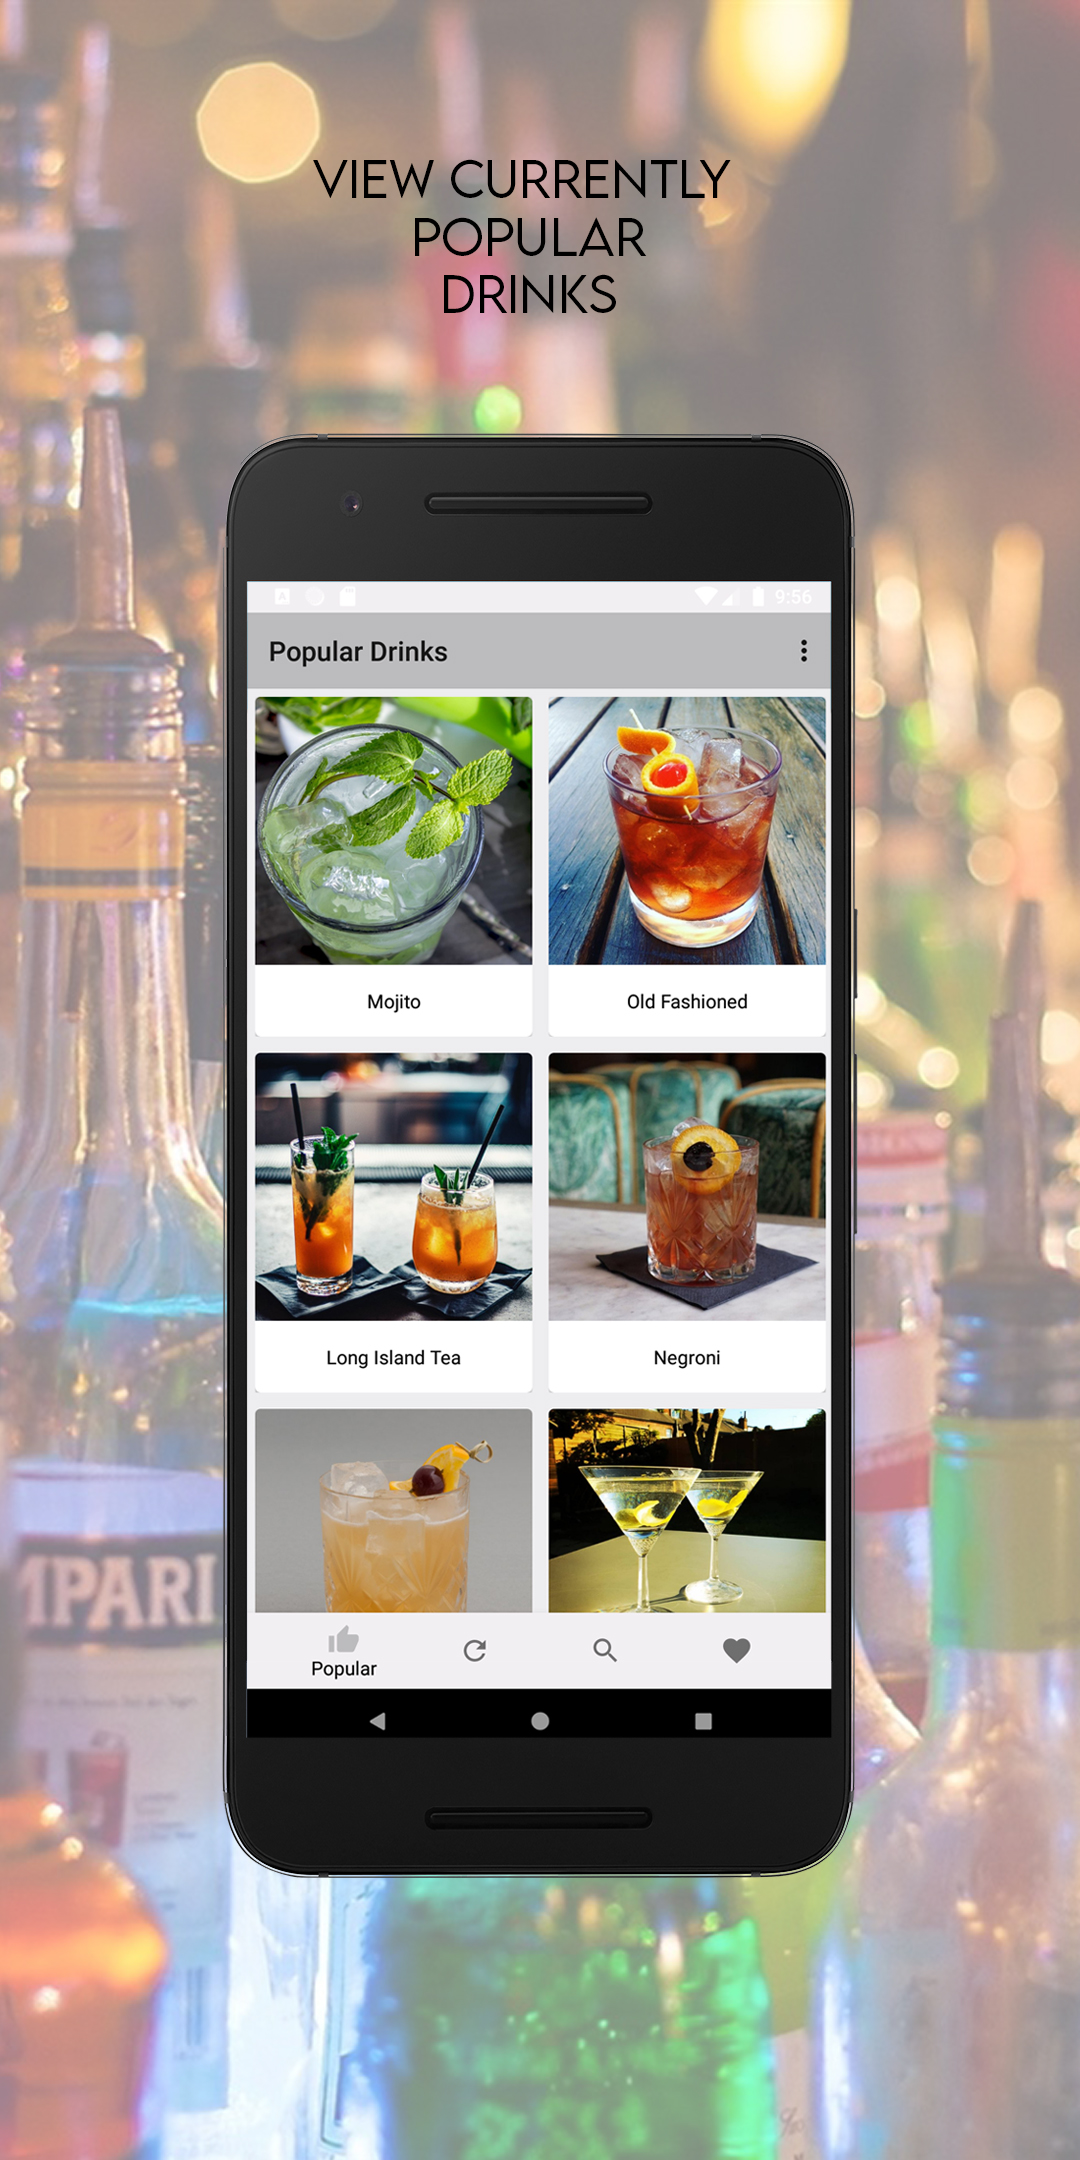 VIEW CURRENTLY
POPULAR
DRINKS
9:56
Popular Drinks
Mojito
Old Fashioned
Long Island Tea
Negroni
Popular
MPARI